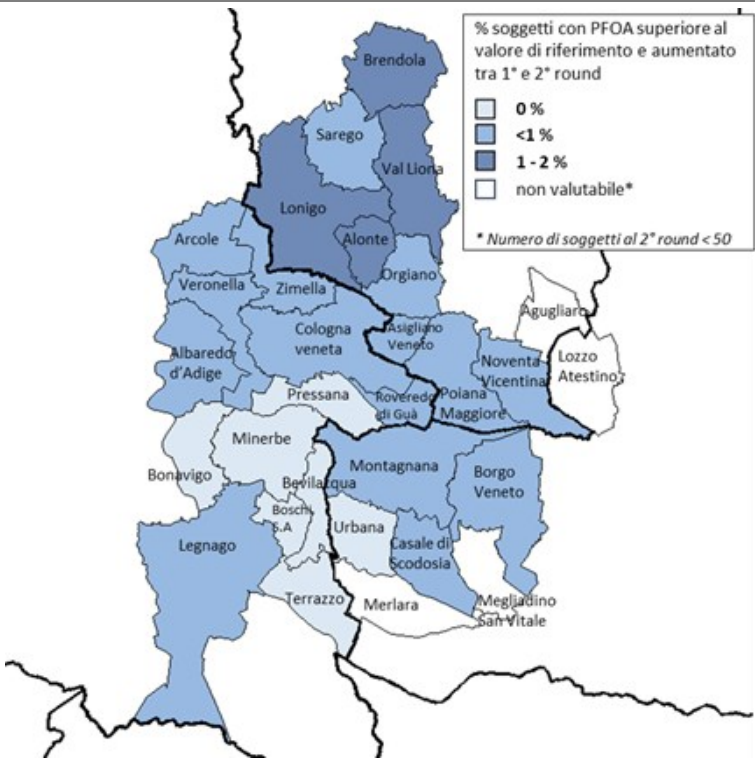 % soggetti con PFOA superiore al
valore di riferimento e aumentato
tra 1° e 2° round
0 %
<1 %
1 - 2 %
non valutabile*
* Numero di soggetti al 2° round < 50
Brendola
Sarego
Val Liona
Lonigo
Alonte
Arcole
Orgiano
Veronella
Zimella
Agugliaro
Cologna
veneta
Asigliano
Veneto
Albaredo
d'Adige
Noventa
Vicentina
Lozzo
Atestino
Pressana
Roveredo
di Guà
Poiana
Maggiore
Minerbe
Bonavigo
Bevilacqua
Montagnana
Borgo
Veneto
Boschi
S.A
Urbana
Legnago
Casale di
Scodosia
Terrazzo
Merlara
Megliadino
San Vitale